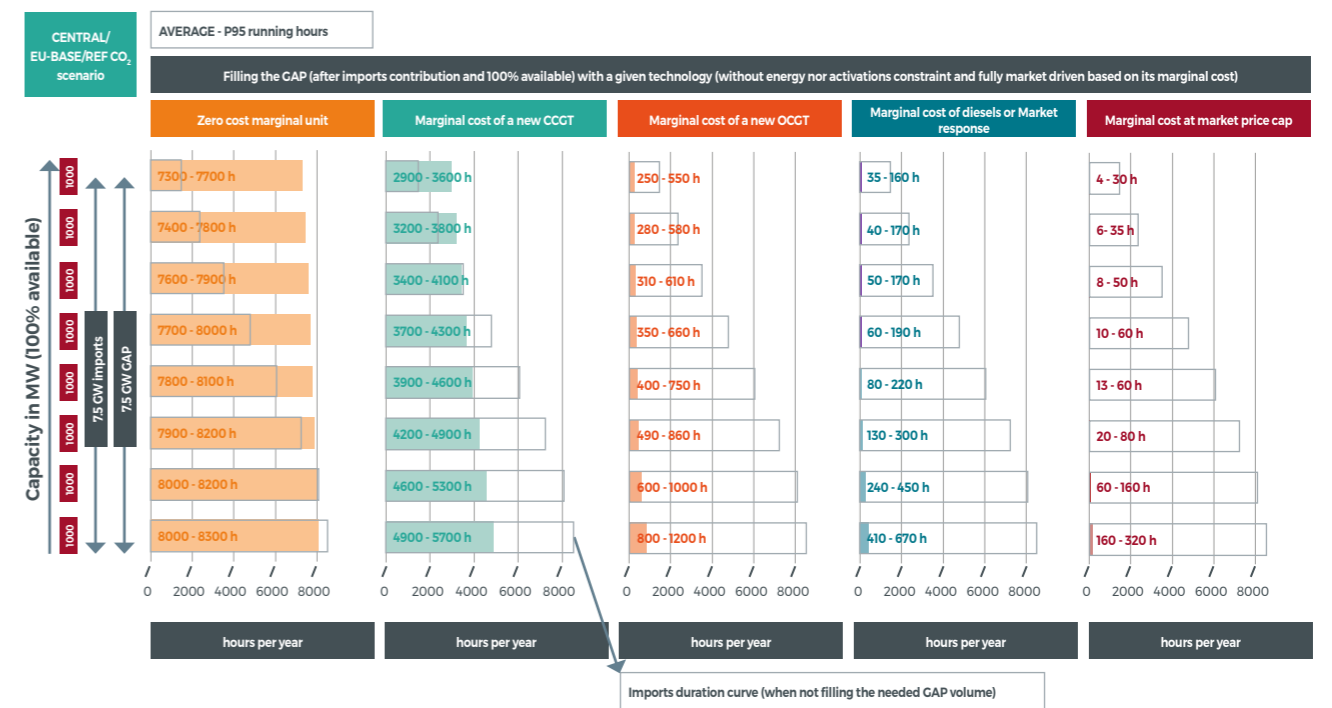 CENTRAL/
EU-BASE/REF CO₂
scenario
AVERAGE - P95 running hours
Filling the GAP (after imports contribution and 100% available) with a given technology (without energy nor activations constraint and fully market driven based on its marginal cost)
Zero cost marginal unit
Marginal cost of a new CCGT
Marginal cost of a new OCGT
Marginal cost of diesels or Market
response
Marginal cost at market price cap
Capacity in MW (100% available)
1000
1000
1000
1000
1000
1000
1000
1000
7.5 GW imports
7.5 GW GAP
7300 - 7700 h
7400 - 7800 h
7600 - 7900 h
7700 - 8000 h
7800 - 8100 h
7900 - 8200 h
8000 - 8200 h
8000 - 8300 h
0 2000 4000 6000 8000
hours per year
2900 - 3600 h
3200 - 3800 h
3400 - 4100 h
3700 - 4300 h
3900 - 4600 h
4200 - 4900 h
4600 - 5300 h
4900 - 5700 h
0 2000 4000 6000 8000
hours per year
250 - 550 h
280 - 580 h
310 - 610 h
350 - 660 h
400 - 750 h
490 - 860 h
600 - 1000 h
800 - 1200 h
0 2000 4000 6000 8000
hours per year
35 - 160 h
40 - 170 h
50 - 170 h
60 - 190 h
80 - 220 h
130 - 300 h
240 - 450 h
410 - 670 h
0 2000 4000 6000 8000
hours per year
4 - 30 h
6- 35 h
8 - 50 h
10 - 60 h
13 - 60 h
20 - 80 h
60 - 160 h
160 - 320 h
0 2000 4000 6000 8000
hours per year
Imports duration curve (when not filling the needed GAP volume)